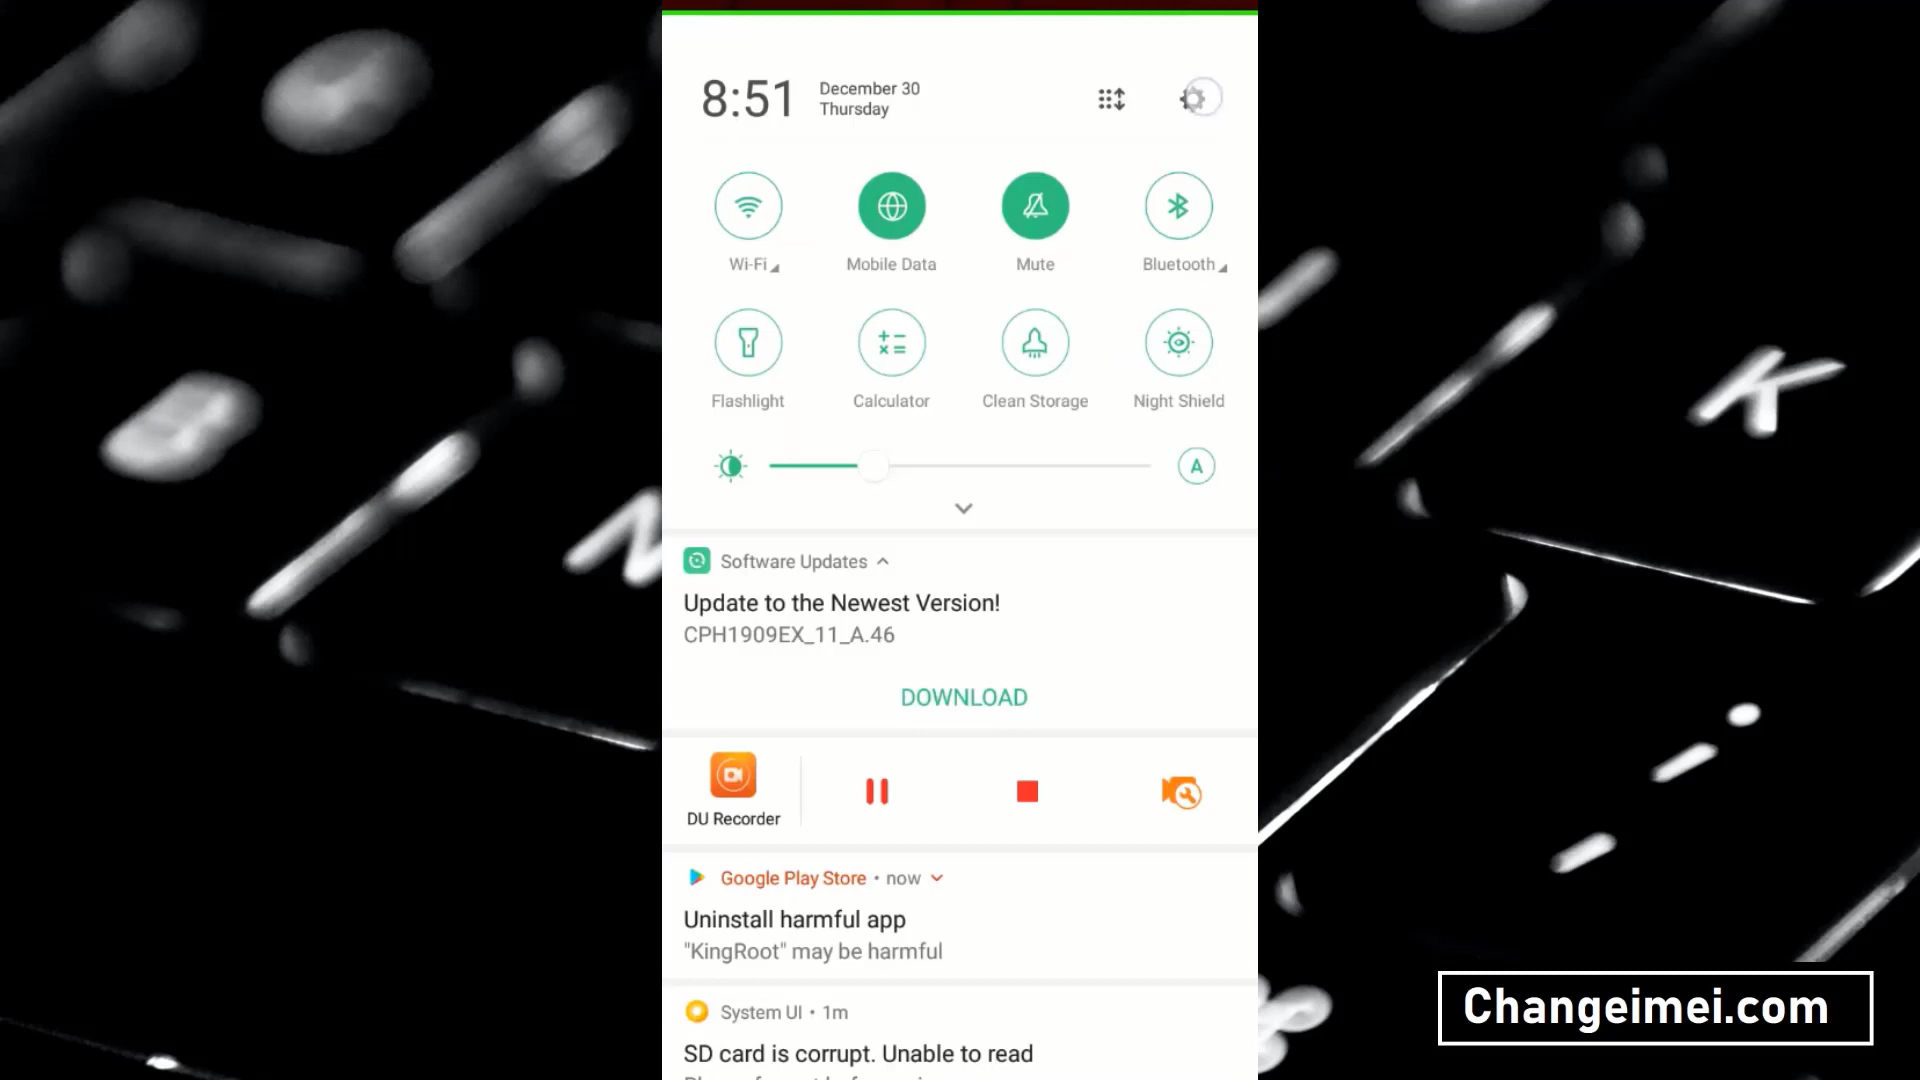 8:51
December 30
Thursday
Wi-Fi
Mobile Data
Mute
Bluetooth
Flashlight
Calculator
Clean Storage
Night Shield
A
Software Updates
Update to the Newest Version!
CPH1909EX_11_A.46
DOWNLOAD
DU Recorder
Google Play Store • now
Uninstall harmful app
"KingRoot" may be harmful
System UI • 1m
SD card is corrupt. Unable to read
K
N
Changeimei.com